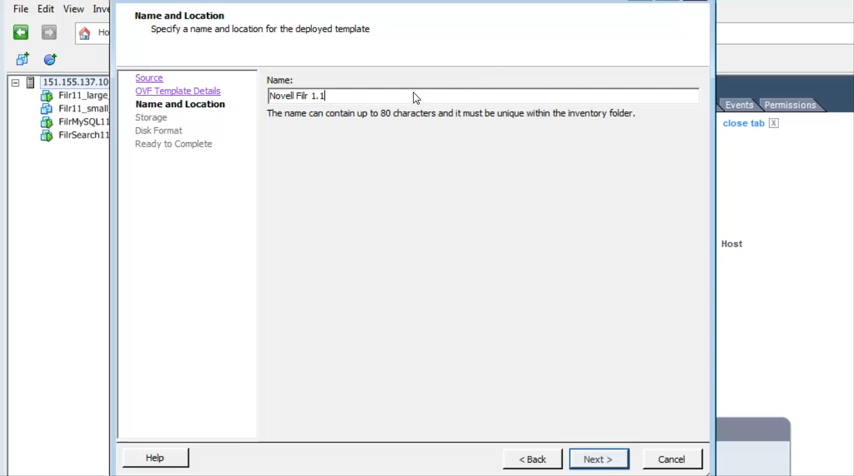 File Edit View Inve
Ho
Name and Location
Specify a name and location for the deployed template
151.155.137.10
Filr11_large_
Filr11_small_
FilrMySQL11
FilrSearch11
Source
OVF Template Details
Name and Location
Storage
Disk Format
Ready to Complete
Name:
Novell Filr 1.1
The name can contain up to 80 characters and it must be unique within the inventory folder.
Events Permissions
close tab X
Host
Help
< Back
Next >
Cancel